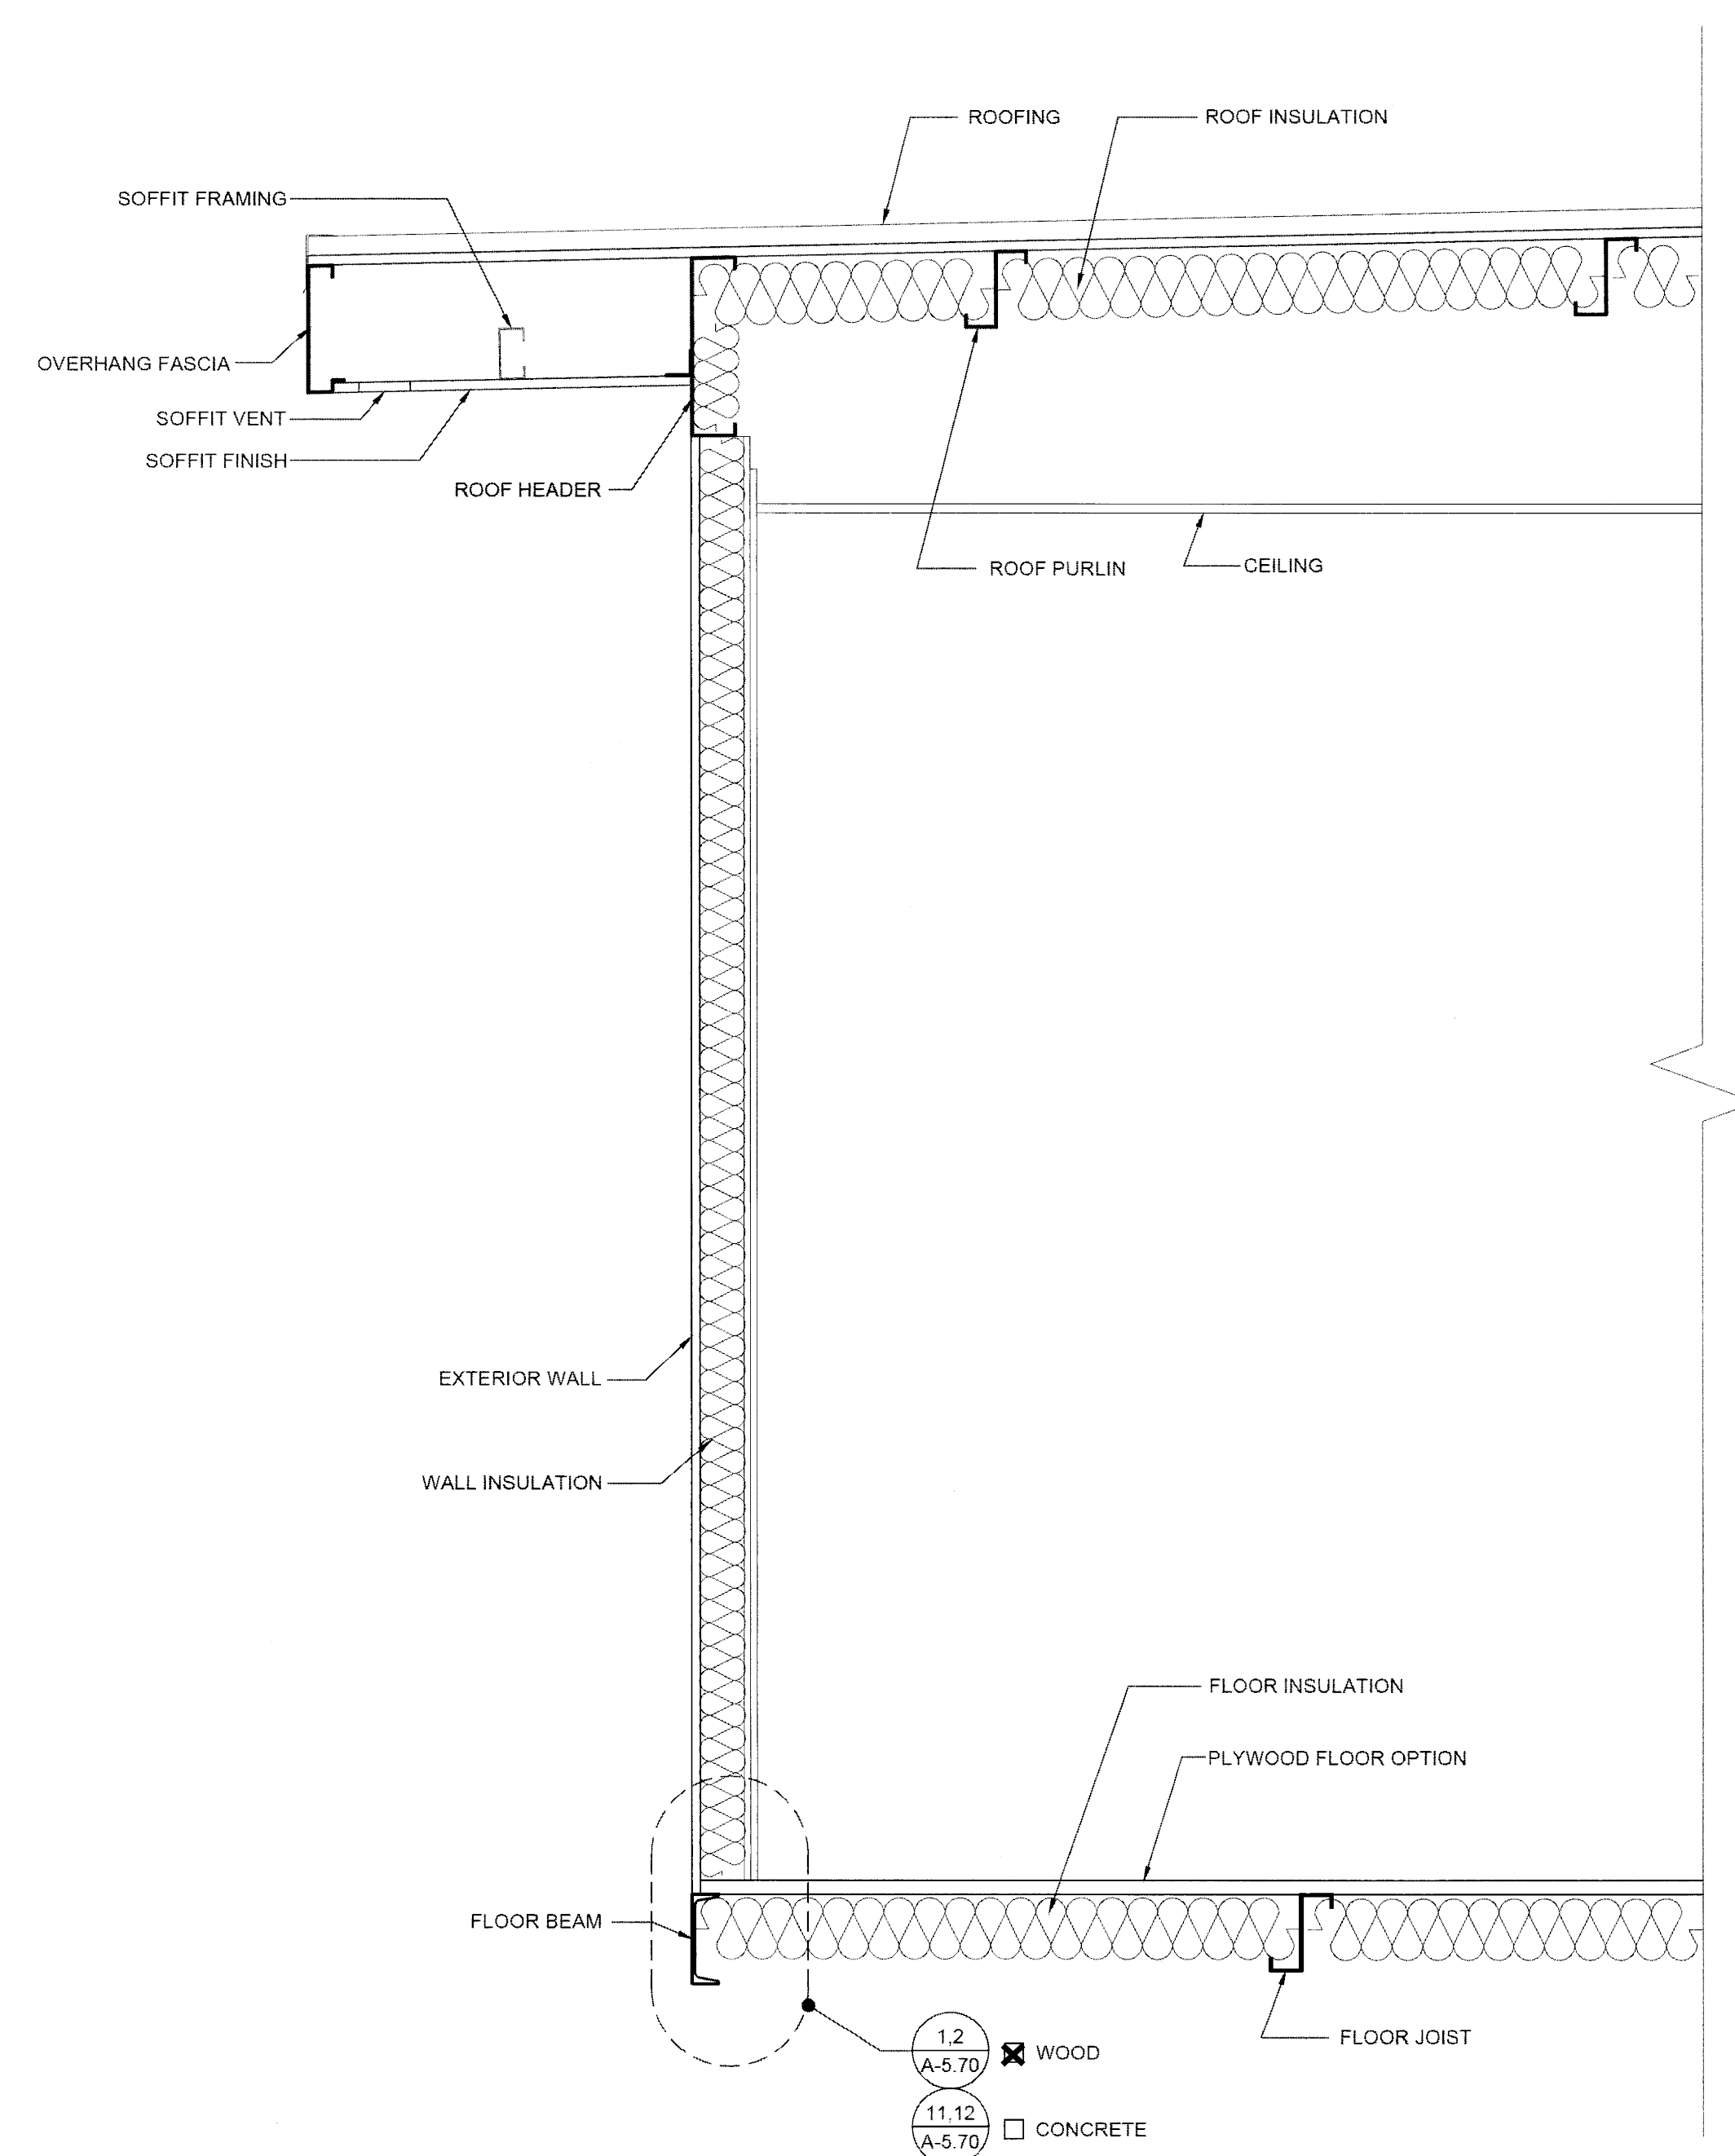 ROOFING
ROOF INSULATION
SOFFIT FRAMING
OVERHANG FASCIA
SOFFIT VENT
SOFFIT FINISH
ROOF HEADER
ROOF PURLIN
CEILING
EXTERIOR WALL
WALL INSULATION
FLOOR INSULATION
PLYWOOD FLOOR OPTION
FLOOR BEAM
FLOOR JOIST
1,2
A-5.70
WOOD
11,12
A-5.70
CONCRETE